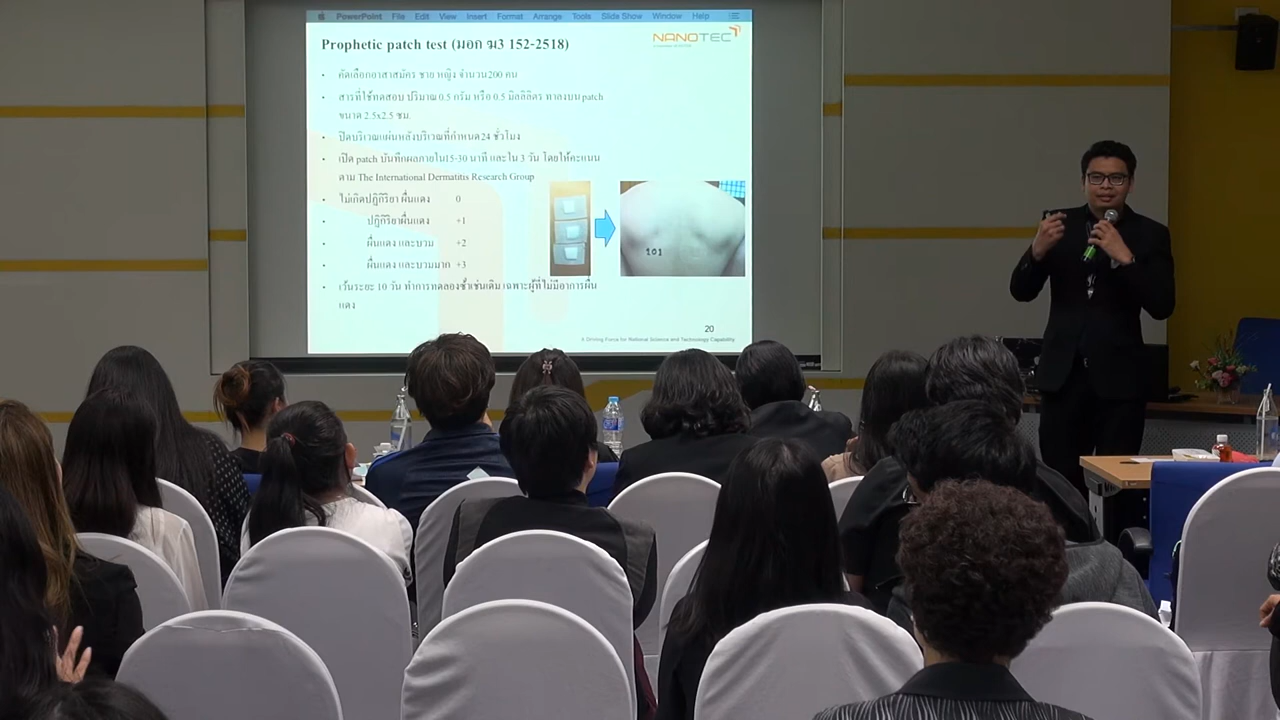 PowerPoint File Edit View Insert Format Arrange Tools Slide Show Window Help
Prophetic patch test (มอก ฆ3 152-2518)
NANOTEC
• คัดเลือกอาสาสมัคร ชาย หญิง จำนวน200 คน
• สารที่ใช้ทดสอบ ปริมาณ 0.5 กรัม หรือ 0.5 มิลลิลิตร ทาลงบน patch
ขนาด 2.5x2.5 ซม.
• ปิดบริเวณแผ่นหลังบริเวณที่กำหนด24 ชั่วโมง
• เปิด patch บันทึกผลภายใน15-30 นาที และใน 3 วัน โดยให้คะแนน
ตาม The International Dermatitis Research Group
• ไม่เกิดปฏิกิริยา ผื่นแดง 0
ปฏิกิริยาผื่นแดง +1
ผื่นแดง และบวม +2
ผื่นแดง และบวมมาก +3
• เว้นระยะ 10 วัน ทำการทดลองซ้ำเช่นเดิม เฉพาะผู้ที่ไม่มีอาการผื่น
แดง
101
20
A Driving Force for National Science and Technology Capability